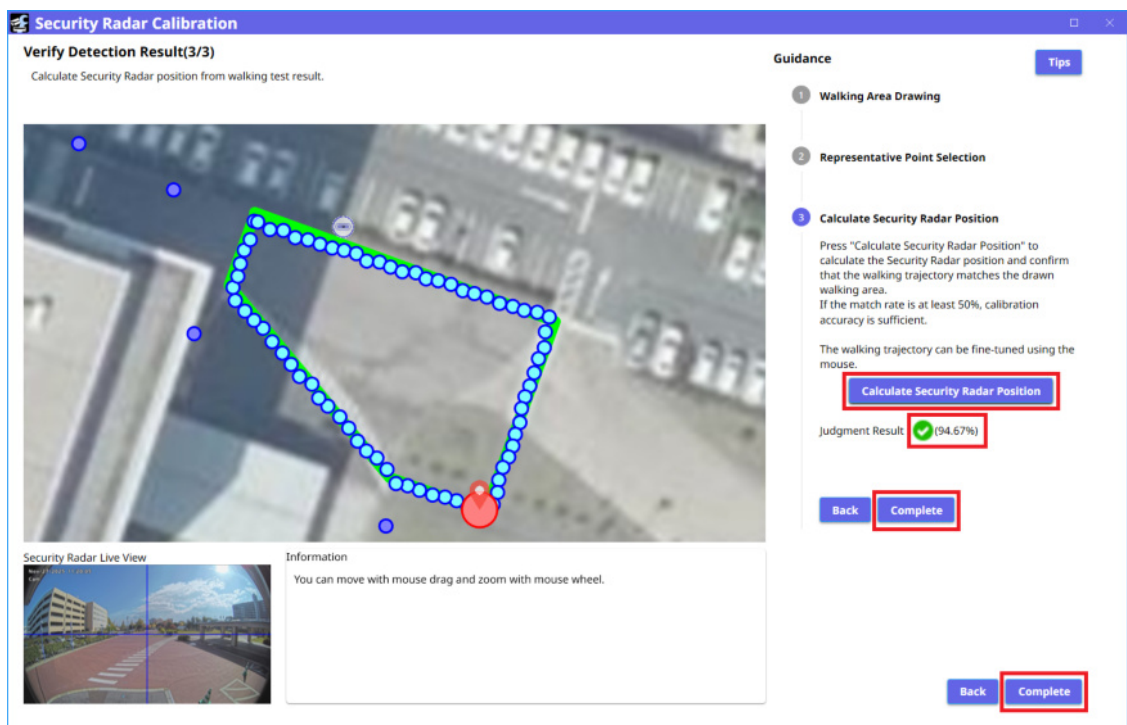 Security Radar Calibration
Verify Detection Result(3/3)
Calculate Security Radar position from walking test result.
Guidance
Tips
1 Walking Area Drawing
2 Representative Point Selection
3 Calculate Security Radar Position
Press "Calculate Security Radar Position" to
calculate the Security Radar position and confirm
that the walking trajectory matches the drawn
walking area.
If the match rate is at least 50%, calibration
accuracy is sufficient.
The walking trajectory can be fine-tuned using the
mouse.
Calculate Security Radar Position
Judgment Result (94.67%)
Back Complete
Security Radar Live View
Information
You can move with mouse drag and zoom with mouse wheel.
Back Complete